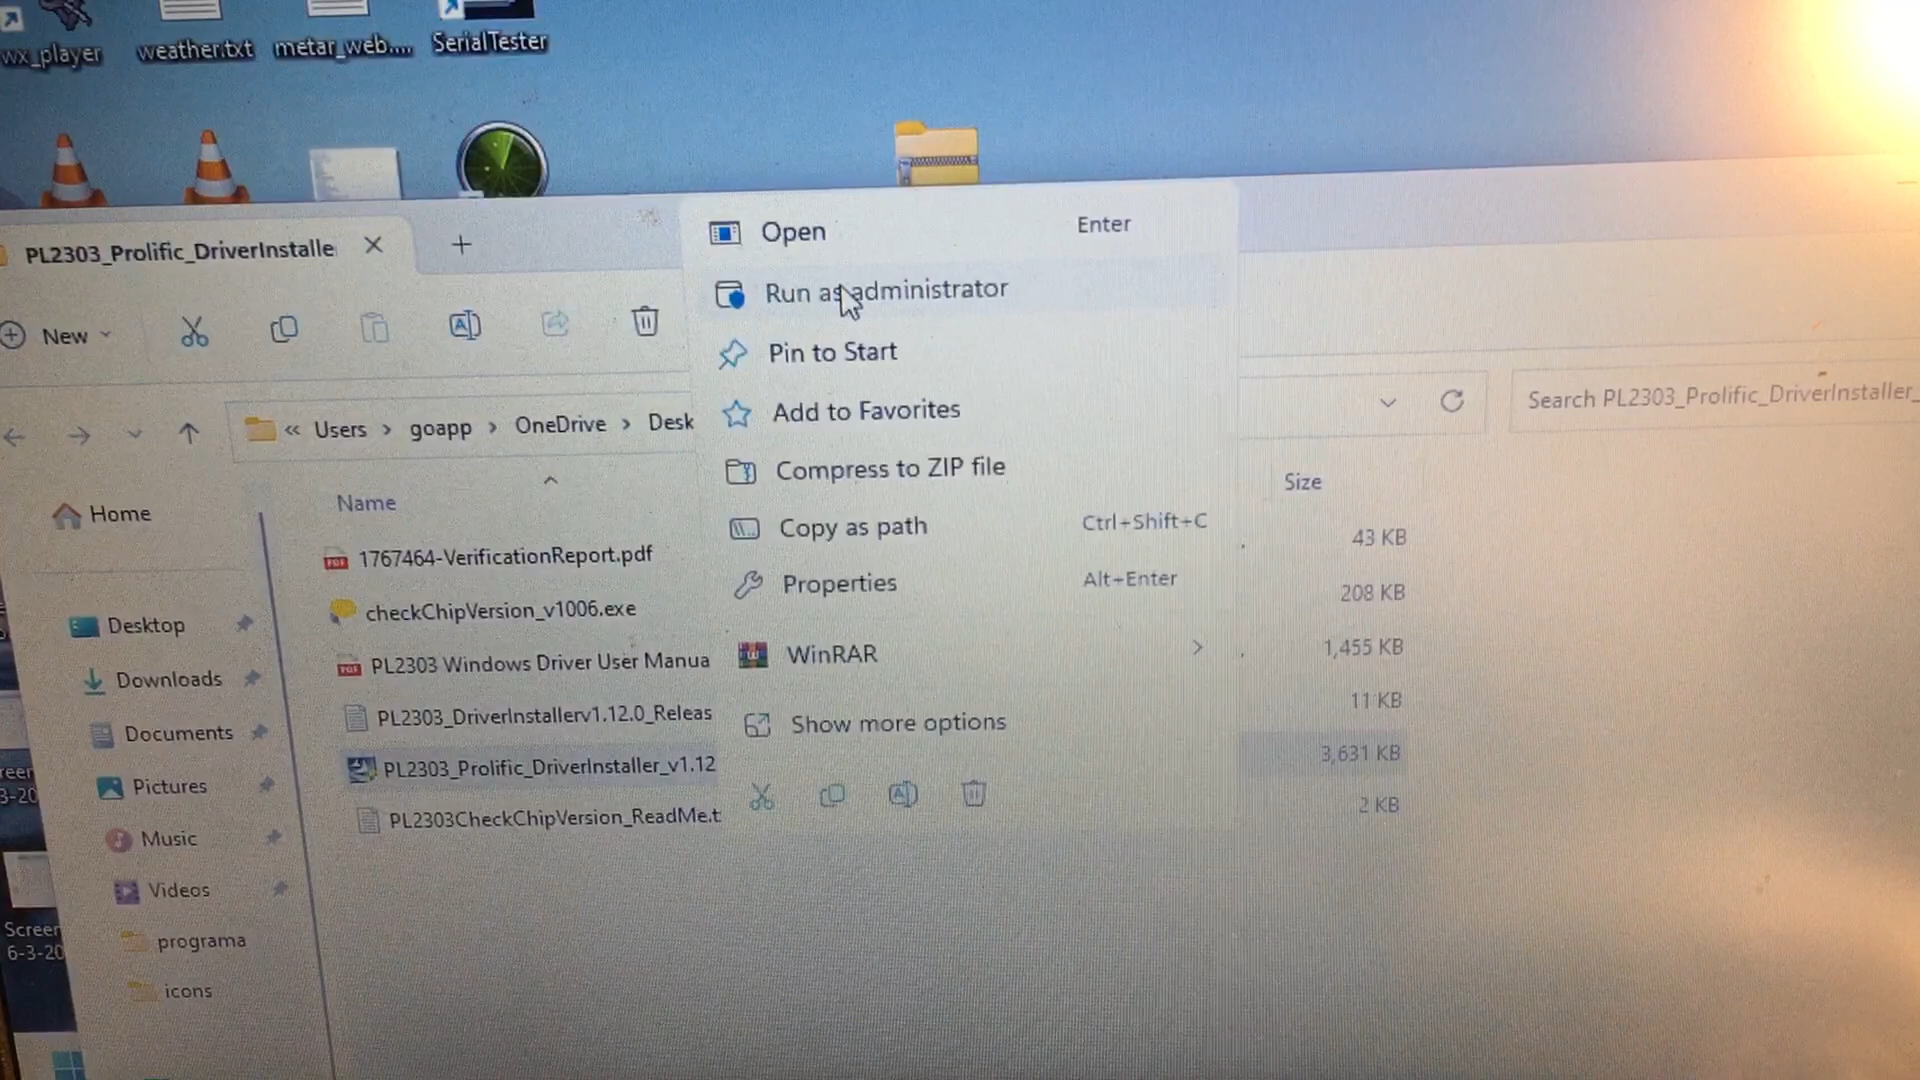 wx_player
weather.txt
metar_web....
SerialTester
PL2303_Prolific_DriverInstalle
New
Users > goapp > OneDrive > Desk
Search PL2303_Prolific_DriverInstaller_
Open Enter
Run as administrator
Pin to Start
Add to Favorites
Compress to ZIP file
Copy as path Ctrl+Shift+C
Properties Alt+Enter
WinRAR
Show more options
Home
Desktop
Downloads
Documents
Pictures
Music
Videos
programa
icons
Name Size
1767464-VerificationReport.pdf 43 KB
checkChipVersion_v1006.exe 208 KB
PL2303 Windows Driver User Manua 1,455 KB
PL2303_DriverInstallerv1.12.0_Releas 11 KB
PL2303_Prolific_DriverInstaller_v1.12 3,631 KB
PL2303CheckChipVersion_ReadMe.t 2 KB
reen
3-20
Screen
6-3-20